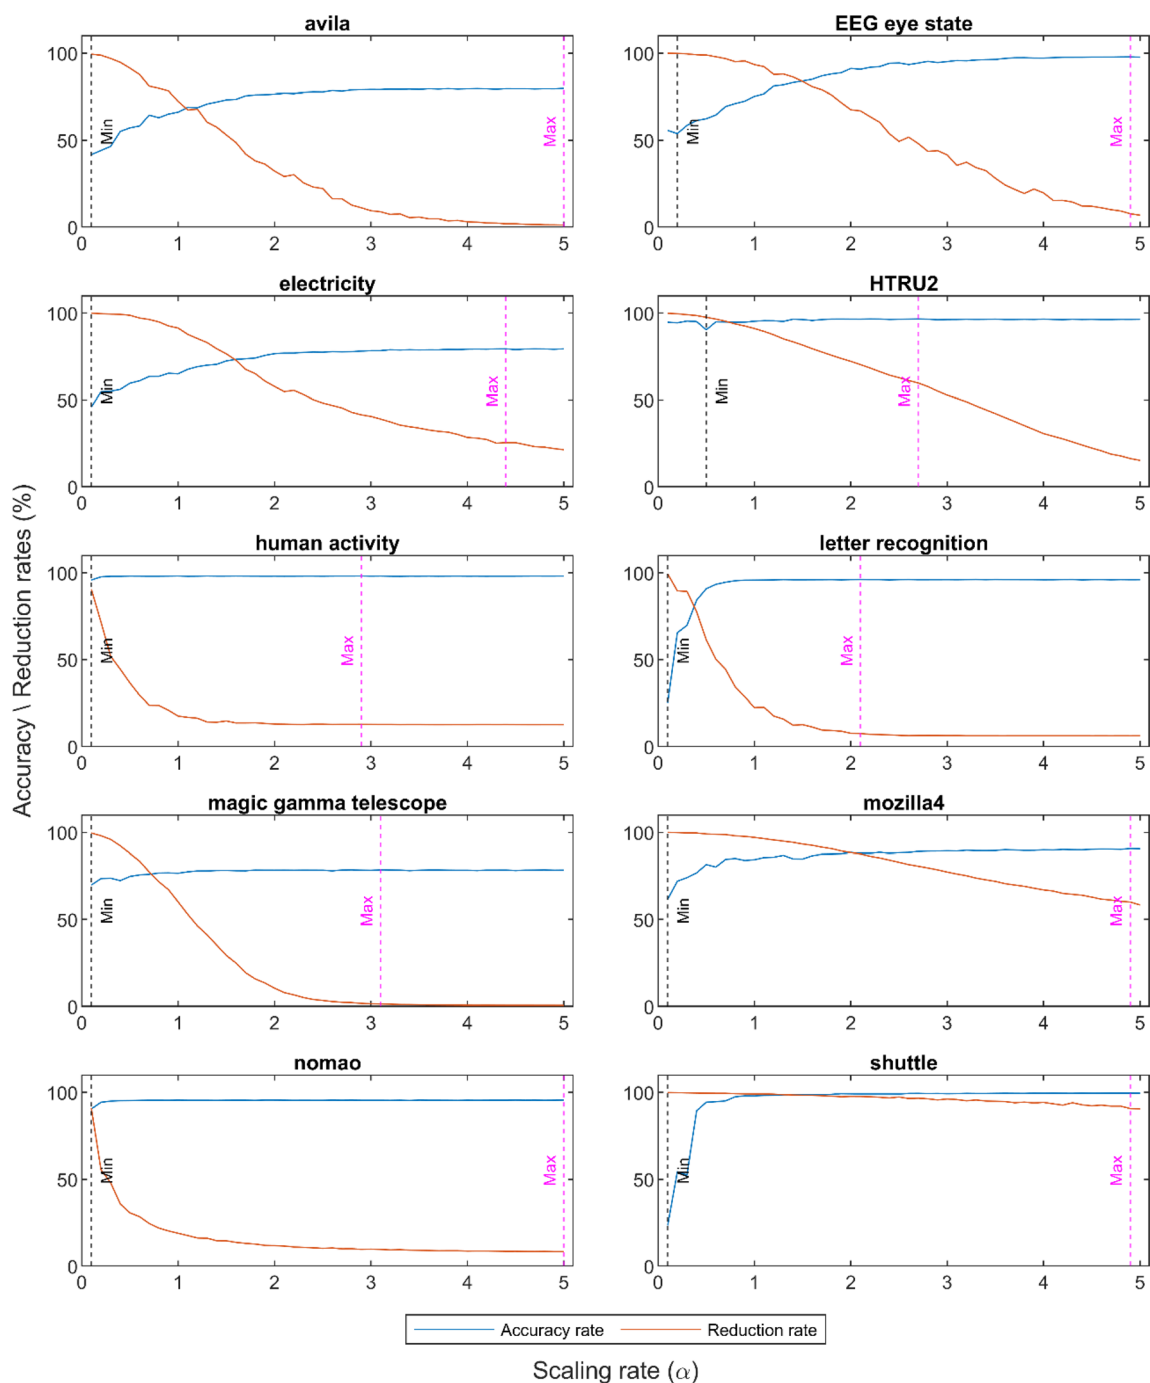 avila
100
50
0
Min
Max
0 1 2 3 4 5
EEG eye state
100
50
0
Min
Max
0 1 2 3 4 5
electricity
100
50
0
Min
Max
0 1 2 3 4 5
HTRU2
100
50
0
Min
Max
0 1 2 3 4 5
Accuracy \ Reduction rates (%)
human activity
100
50
0
Min
Max
0 1 2 3 4 5
letter recognition
100
50
0
Min
Max
0 1 2 3 4 5
magic gamma telescope
100
50
0
Min
Max
0 1 2 3 4 5
mozilla4
100
50
0
Min
Max
0 1 2 3 4 5
nomao
100
50
0
Min
Max
0 1 2 3 4 5
shuttle
100
50
0
Min
Max
0 1 2 3 4 5
Accuracy rate Reduction rate
Scaling rate (α)